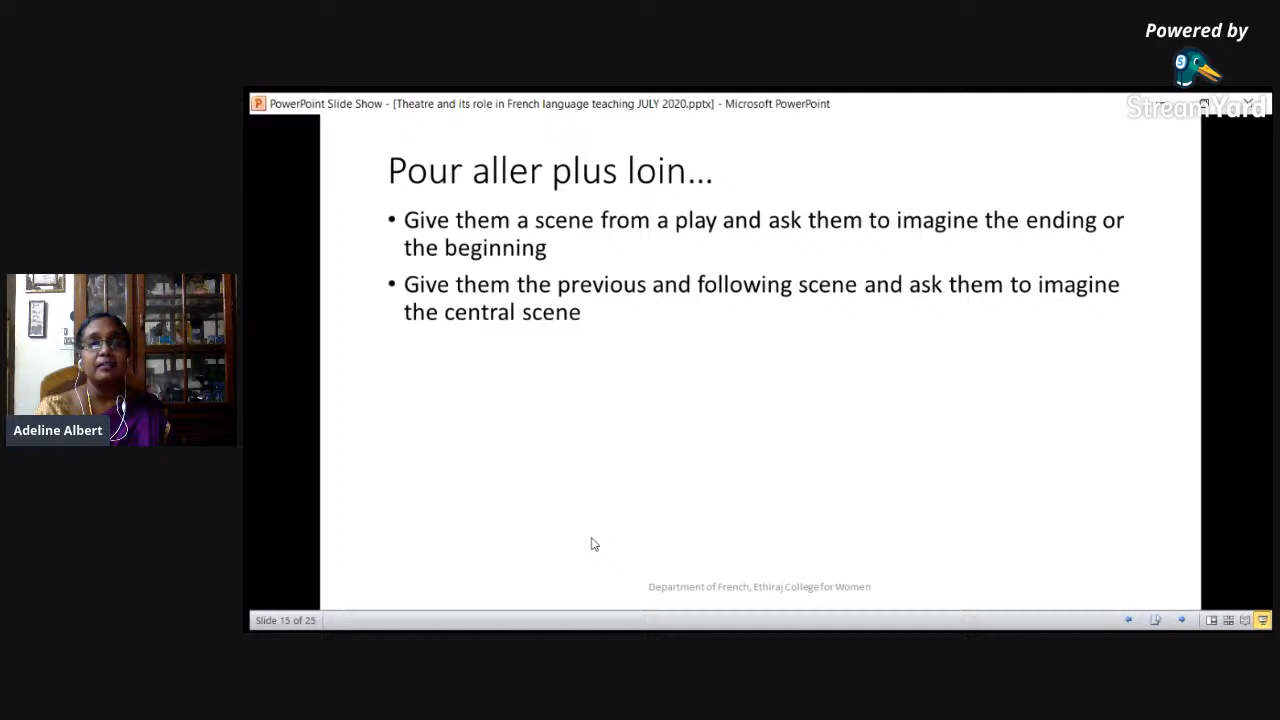 Powered by
StreamYard
PowerPoint Slide Show - [Theatre and its role in French language teaching JULY 2020.pptx] - Microsoft PowerPoint
Pour aller plus loin...
• Give them a scene from a play and ask them to imagine the ending or
the beginning
• Give them the previous and following scene and ask them to imagine
the central scene
Adeline Albert
Department of French, Ethiraj College for Women
Slide 15 of 25